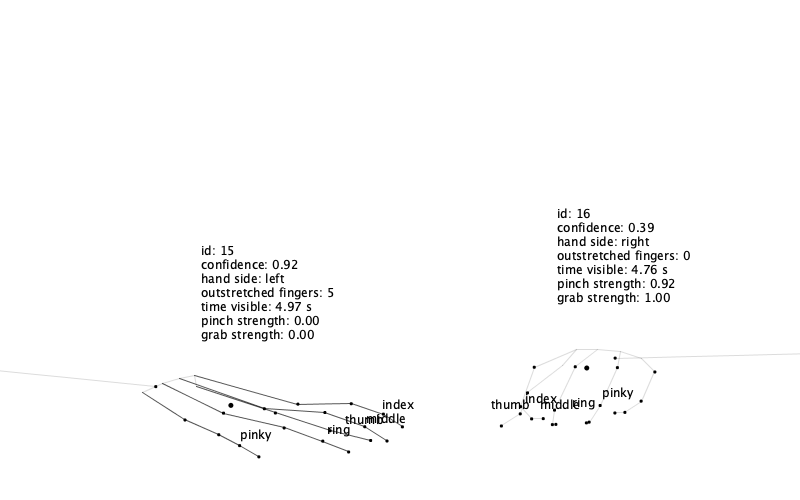 id: 15
confidence: 0.92
hand side: left
outstretched fingers: 5
time visible: 4.97 s
pinch strength: 0.00
grab strength: 0.00
index
thumb
middle
ring
pinky
id: 16
confidence: 0.39
hand side: right
outstretched fingers: 0
time visible: 4.76 s
pinch strength: 0.92
grab strength: 1.00
pinky
index
thumb
middle
ring